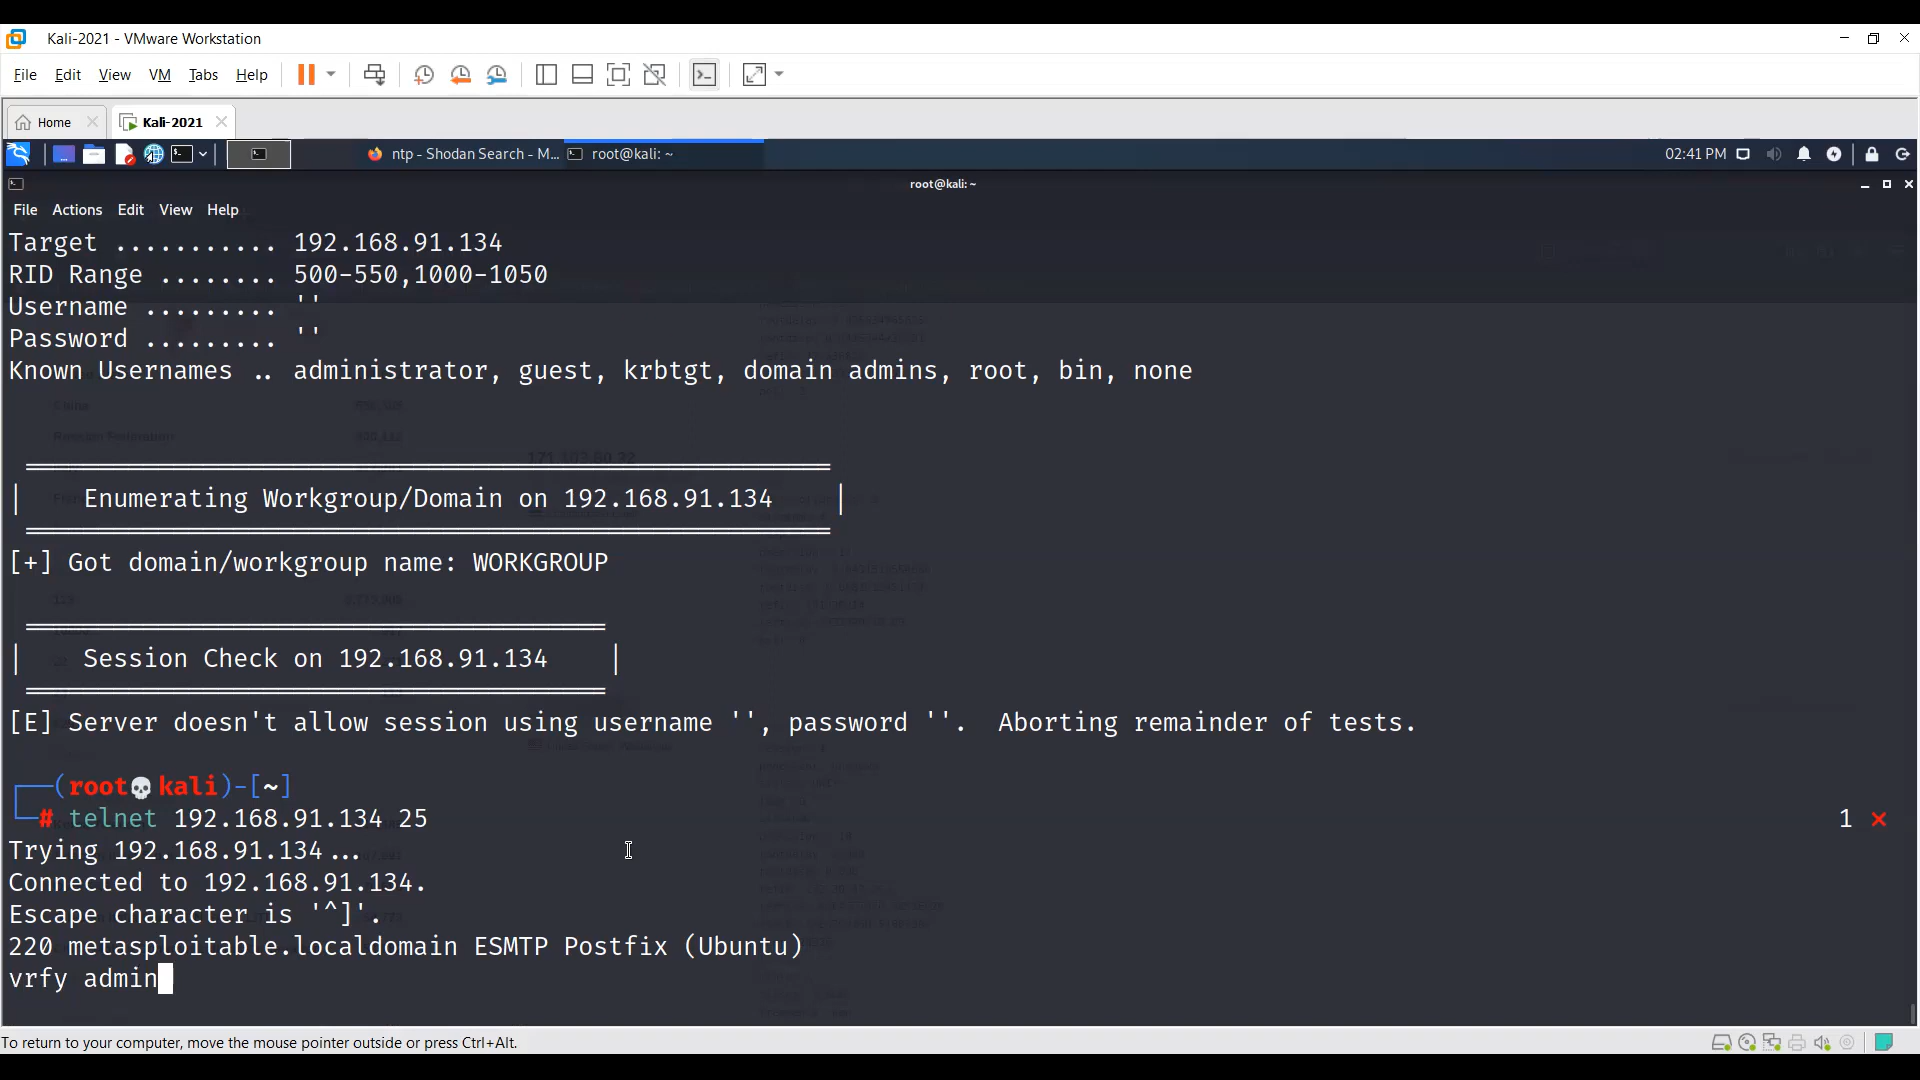 Kali-2021 - VMware Workstation
File Edit View VM Tabs Help
Home Kali-2021
ntp - Shodan Search - M... root@kali: ~ 02:41 PM
root@kali: ~
File Actions Edit View Help
Target ........... 192.168.91.134
RID Range ........ 500-550,1000-1050
Username ......... ''
Password ......... ''
Known Usernames .. administrator, guest, krbtgt, domain admins, root, bin, none
| Enumerating Workgroup/Domain on 192.168.91.134 |
[+] Got domain/workgroup name: WORKGROUP
| Session Check on 192.168.91.134 |
[E] Server doesn't allow session using username '', password ''. Aborting remainder of tests.
(root💀kali)-[~]
# telnet 192.168.91.134 25 1 ×
Trying 192.168.91.134...
Connected to 192.168.91.134.
Escape character is '^]'.
220 metasploitable.localdomain ESMTP Postfix (Ubuntu)
vrfy admin
To return to your computer, move the mouse pointer outside or press Ctrl+Alt.